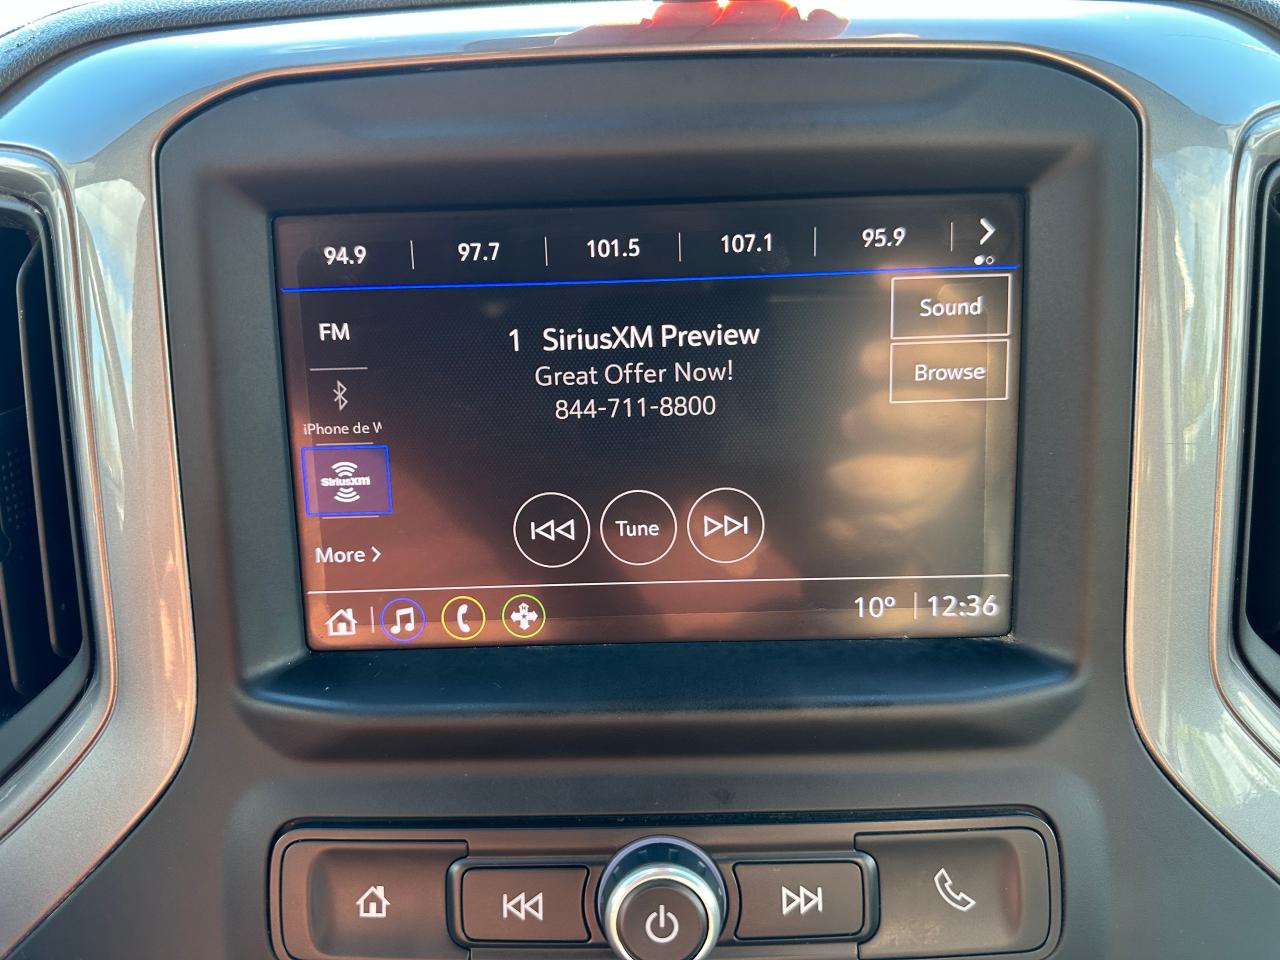 94.9 97.7 101.5 107.1 95.9
FM
iPhone de
SiriusXM
More
1 SiriusXM Preview
Great Offer Now!
844-711-8800
Sound
Browse
Tune
10° 12:36